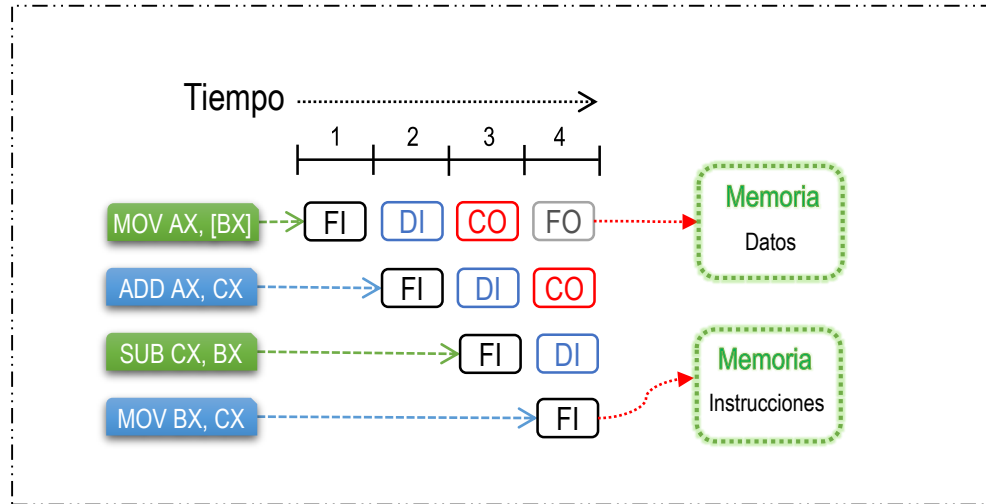 Tiempo
1 2 3 4
MOV AX, [BX] FI DI CO FO
Memoria
Datos
ADD AX, CX FI DI CO
SUB CX, BX FI DI
Memoria
Instrucciones
MOV BX, CX FI